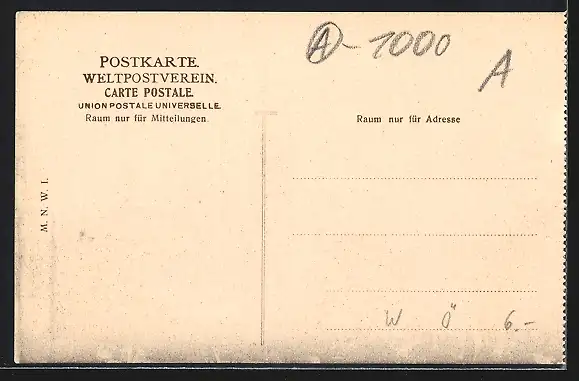 POSTKARTE.
WELTPOSTVEREIN.
CARTE POSTALE.
UNION POSTALE UNIVERSELLE.
Raum nur für Mitteilungen.
A - 1000
A
Raum nur für Adresse
M. N. W. I.
W Ö 6.-